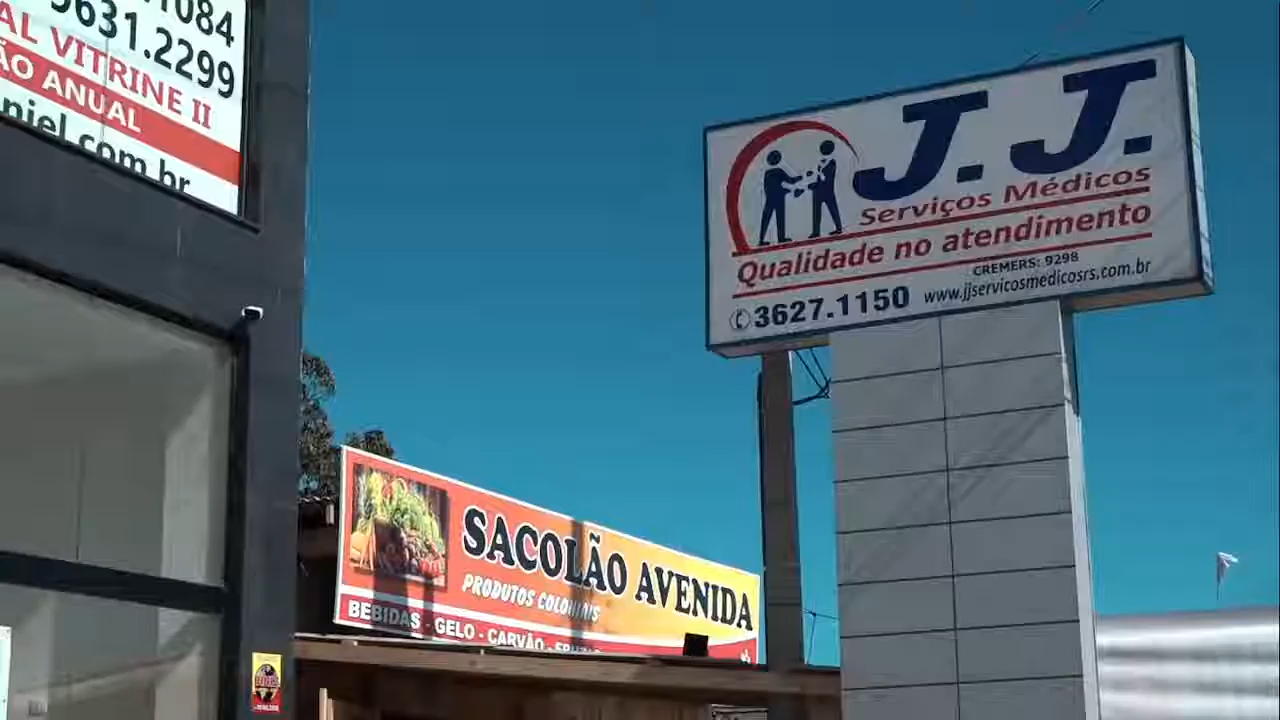 1084
9631.2299
AL VITRINE II
ÃO ANUAL
niel.com.br
J. J.
Serviços Médicos
Qualidade no atendimento
CREMERS: 9298
3627.1150 www.jjservicosmedicosrs.com.br
SACOLÃO AVENIDA
PRODUTOS COLONIAIS
BEBIDAS - GELO - CARVÃO -